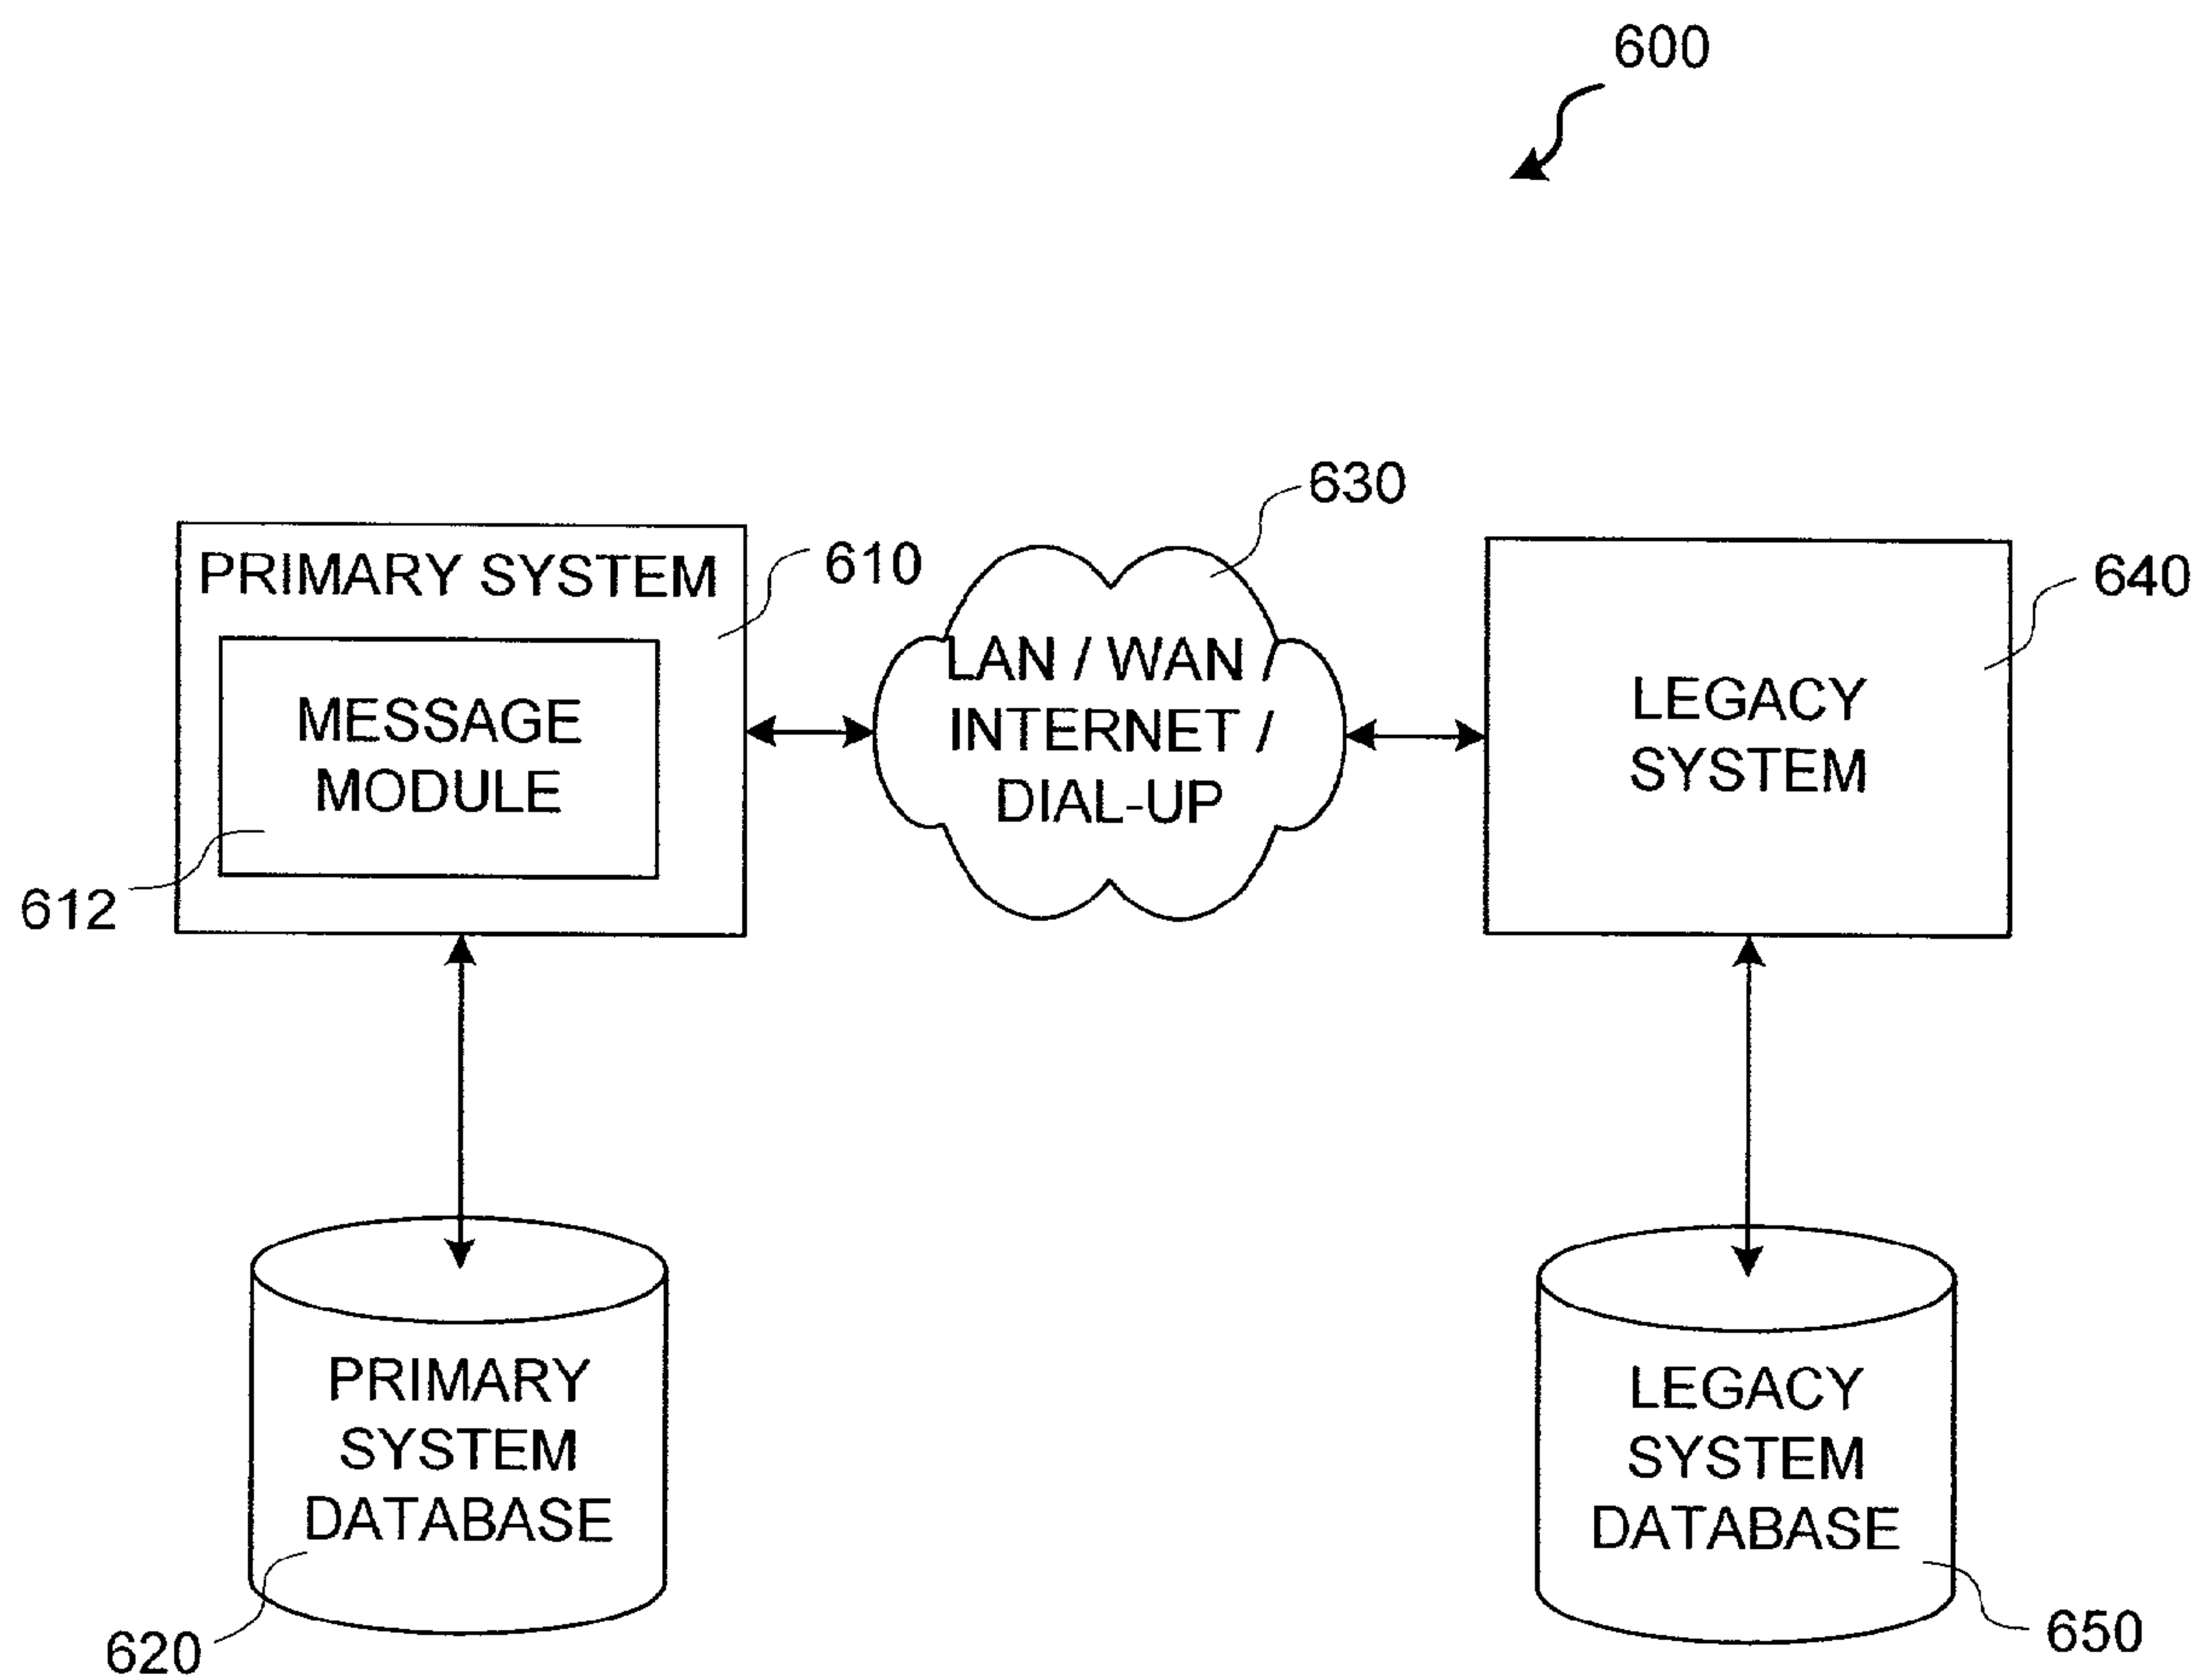 600
630
PRIMARY SYSTEM
610
640
LAN / WAN /
INTERNET /
DIAL-UP
MESSAGE
MODULE
LEGACY
SYSTEM
612
PRIMARY
SYSTEM
DATABASE
LEGACY
SYSTEM
DATABASE
620
650